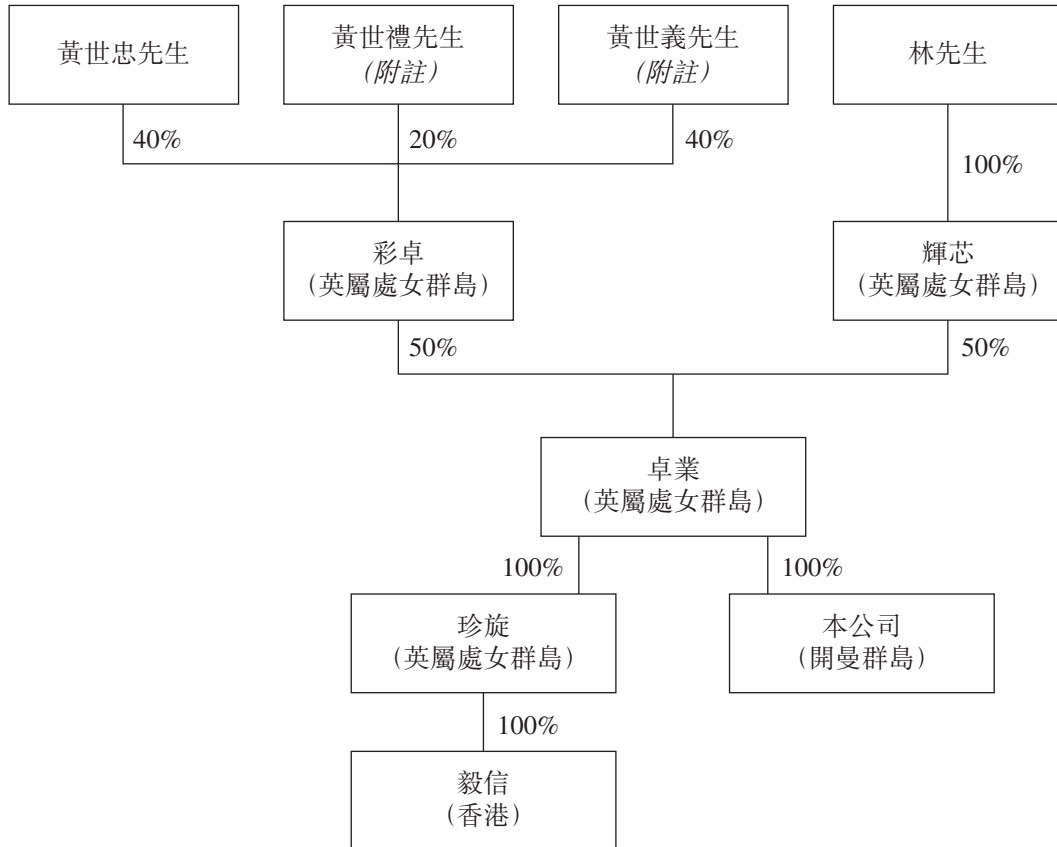 黃世忠先生
黃世禮先生
(附註)
黃世義先生
(附註)
林先生
40%
20%
40%
100%
彩卓
(英屬處女群島)
輝芯
(英屬處女群島)
50%
50%
卓業
(英屬處女群島)
100%
100%
珍旋
(英屬處女群島)
本公司
(開曼群島)
100%
毅信
(香港)